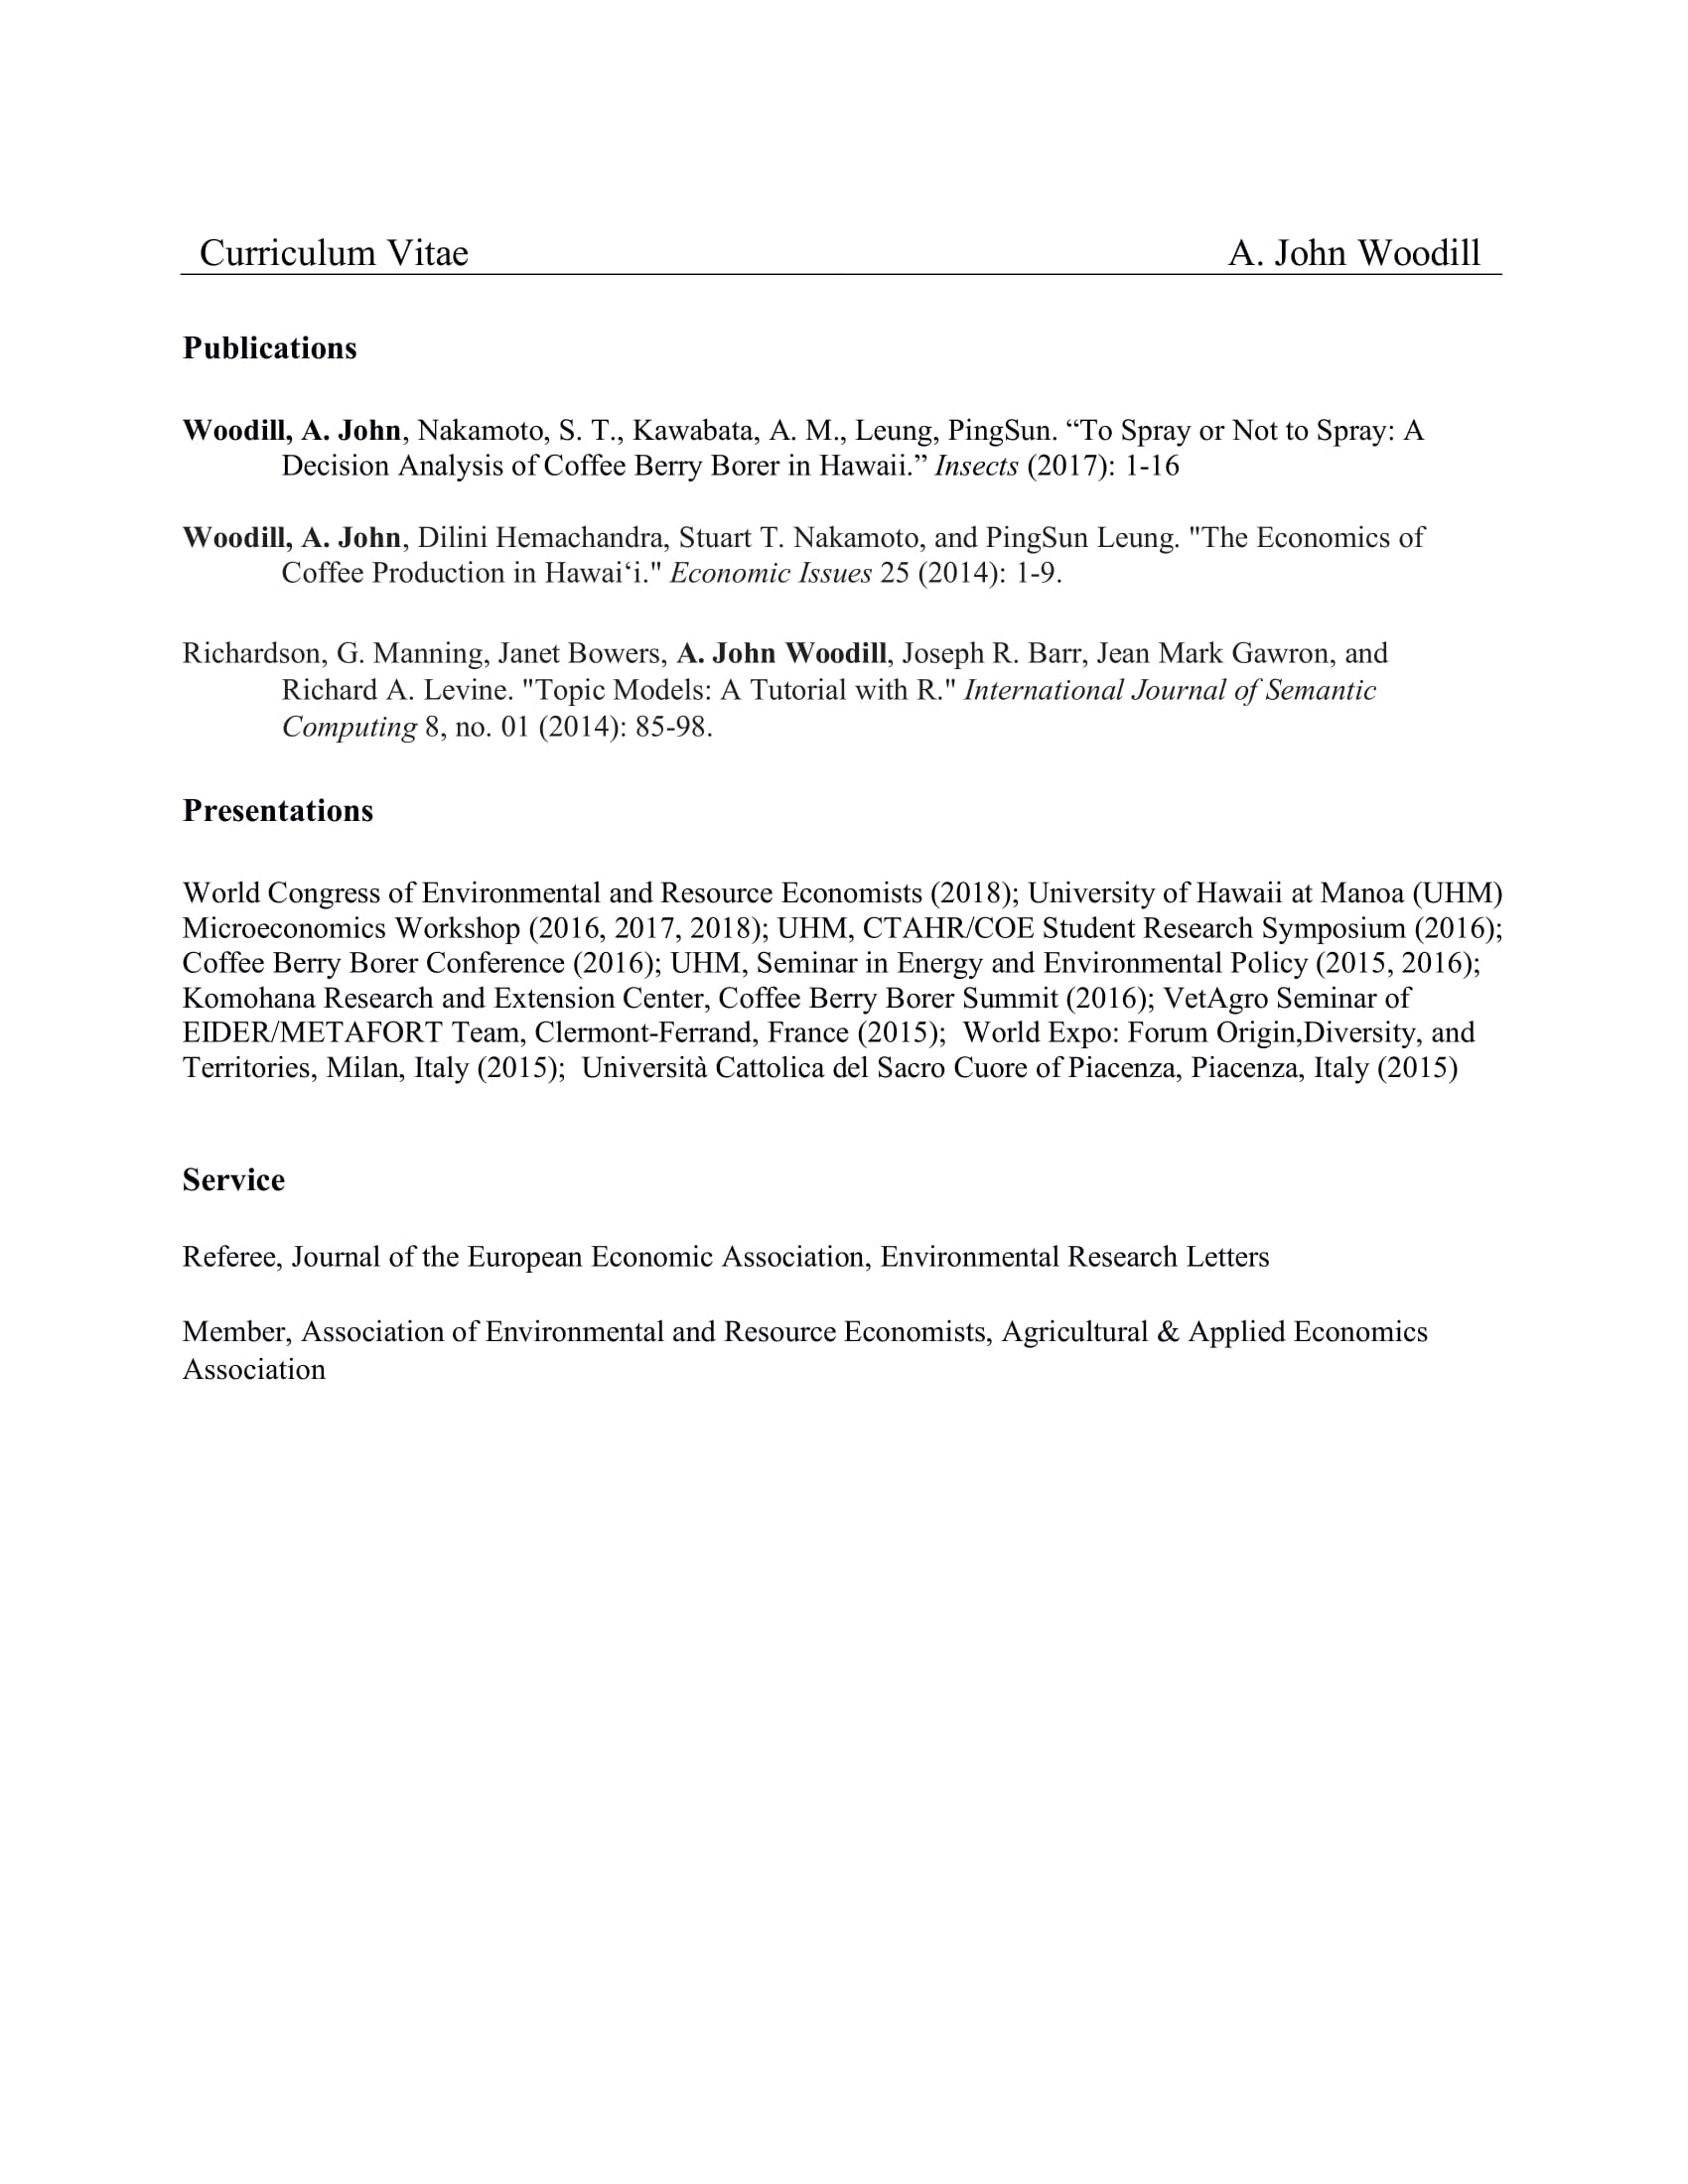 Curriculum Vitae A. John Woodill
Publications
Woodill, A. John, Nakamoto, S. T., Kawabata, A. M., Leung, PingSun. “To Spray or Not to Spray: A
Decision Analysis of Coffee Berry Borer in Hawaii.” Insects (2017): 1-16
Woodill, A. John, Dilini Hemachandra, Stuart T. Nakamoto, and PingSun Leung. "The Economics of
Coffee Production in Hawai‘i." Economic Issues 25 (2014): 1-9.
Richardson, G. Manning, Janet Bowers, A. John Woodill, Joseph R. Barr, Jean Mark Gawron, and
Richard A. Levine. "Topic Models: A Tutorial with R." International Journal of Semantic
Computing 8, no. 01 (2014): 85-98.
Presentations
World Congress of Environmental and Resource Economists (2018); University of Hawaii at Manoa (UHM)
Microeconomics Workshop (2016, 2017, 2018); UHM, CTAHR/COE Student Research Symposium (2016);
Coffee Berry Borer Conference (2016); UHM, Seminar in Energy and Environmental Policy (2015, 2016);
Komohana Research and Extension Center, Coffee Berry Borer Summit (2016); VetAgro Seminar of
EIDER/METAFORT Team, Clermont-Ferrand, France (2015);  World Expo: Forum Origin,Diversity, and
Territories, Milan, Italy (2015);  Università Cattolica del Sacro Cuore of Piacenza, Piacenza, Italy (2015)
Service
Referee, Journal of the European Economic Association, Environmental Research Letters
Member, Association of Environmental and Resource Economists, Agricultural & Applied Economics
Association